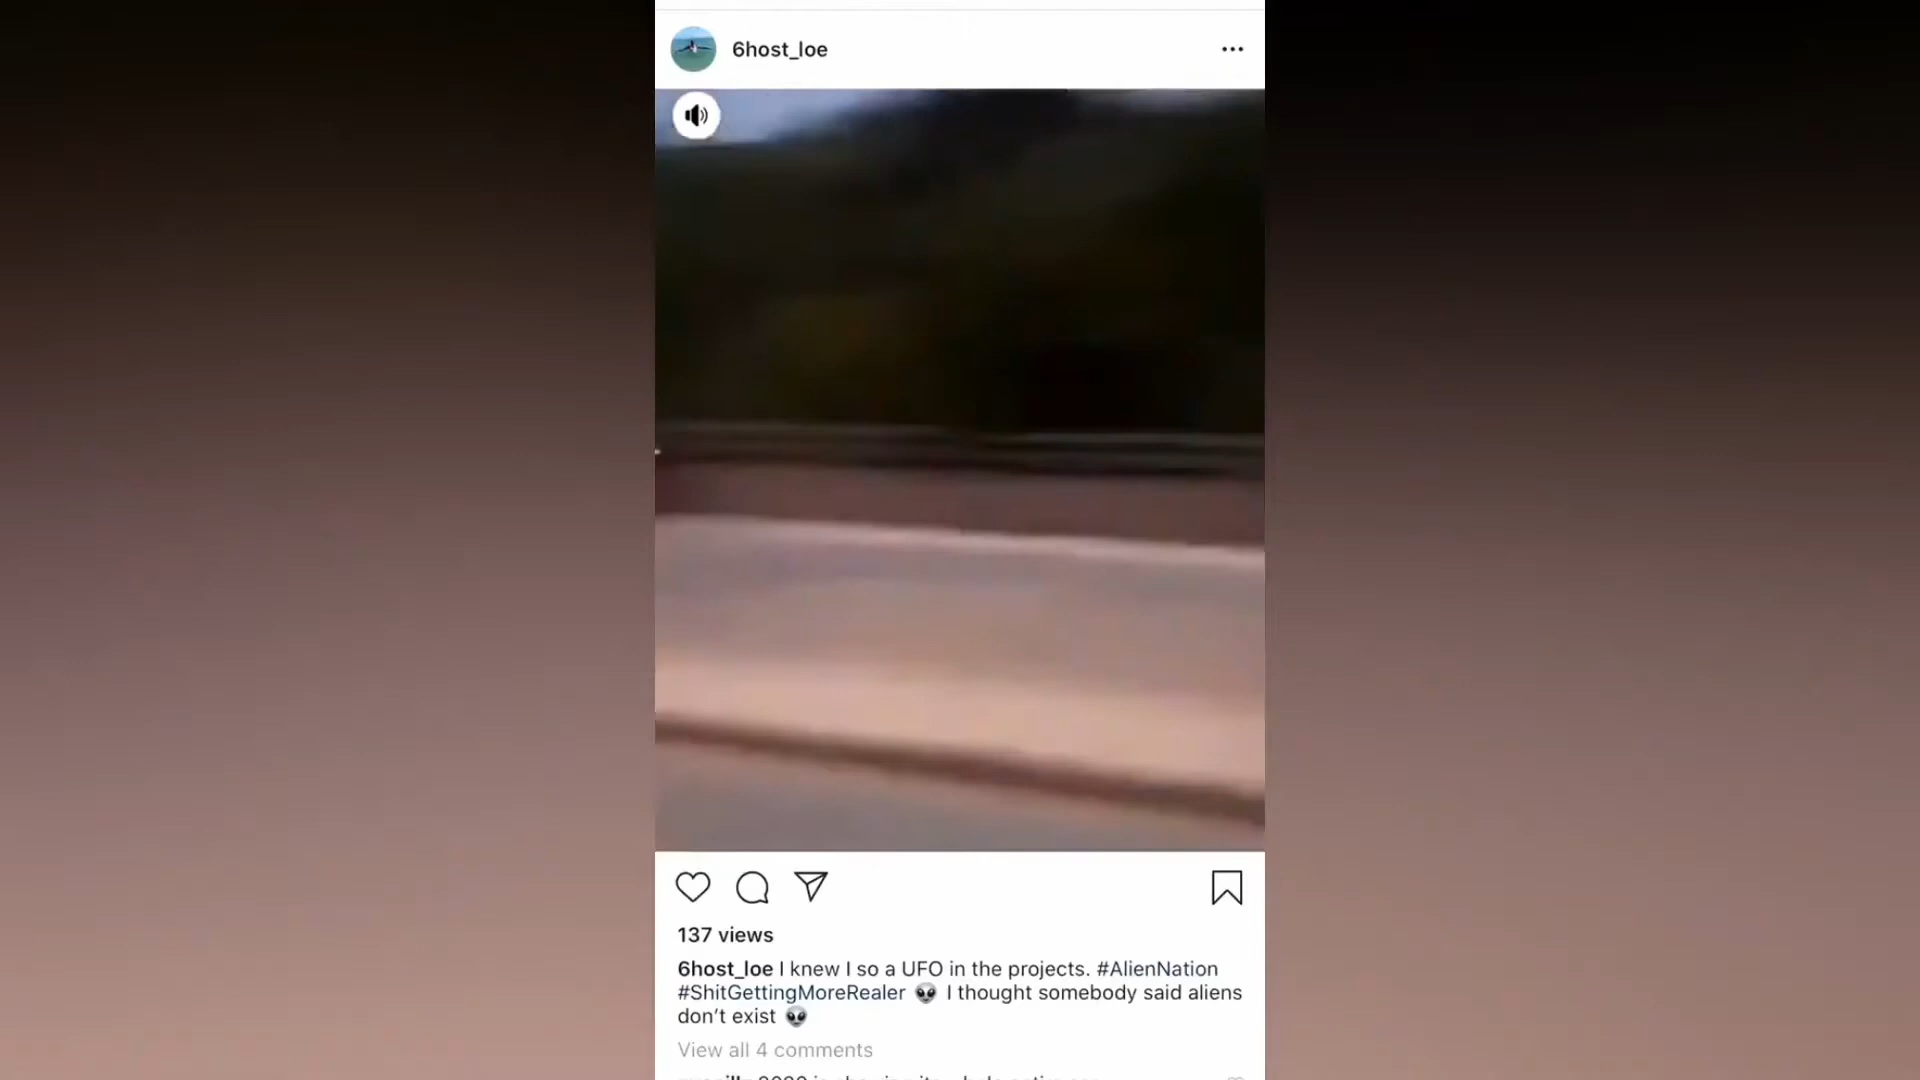 6host_loe
137 views
6host_loe I knew I so a UFO in the projects. #AlienNation
#ShitGettingMoreRealer 👽 I thought somebody said aliens
don't exist 👽
View all 4 comments